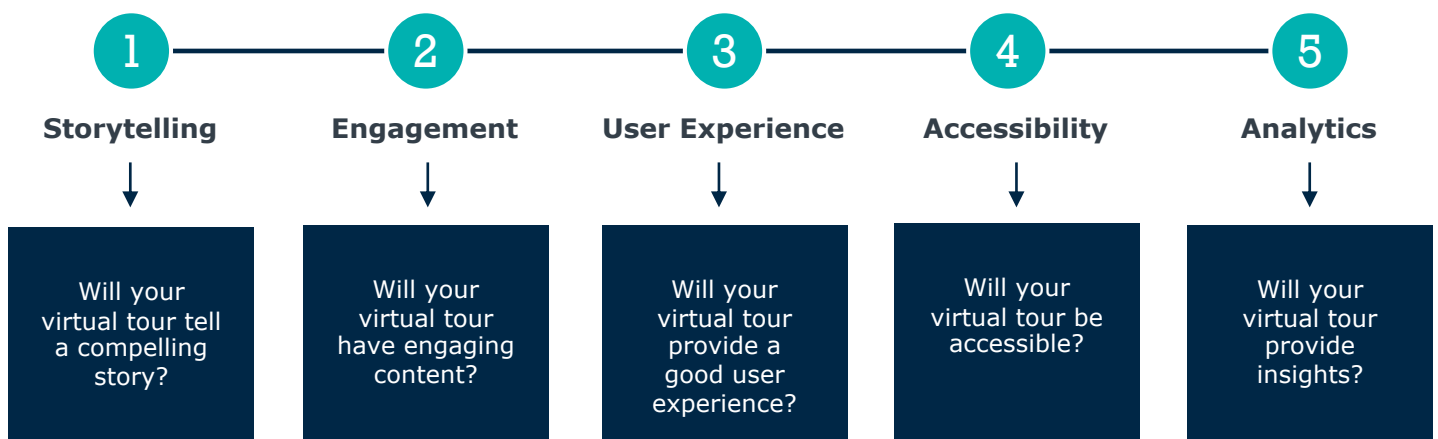 1
2
3
4
5
Storytelling
Engagement
User Experience
Accessibility
Analytics
Will your
virtual tour tell
a compelling
story?
Will your
virtual tour
have engaging
content?
Will your
virtual tour
provide a
good user
experience?
Will your
virtual tour be
accessible?
Will your
virtual tour
provide
insights?